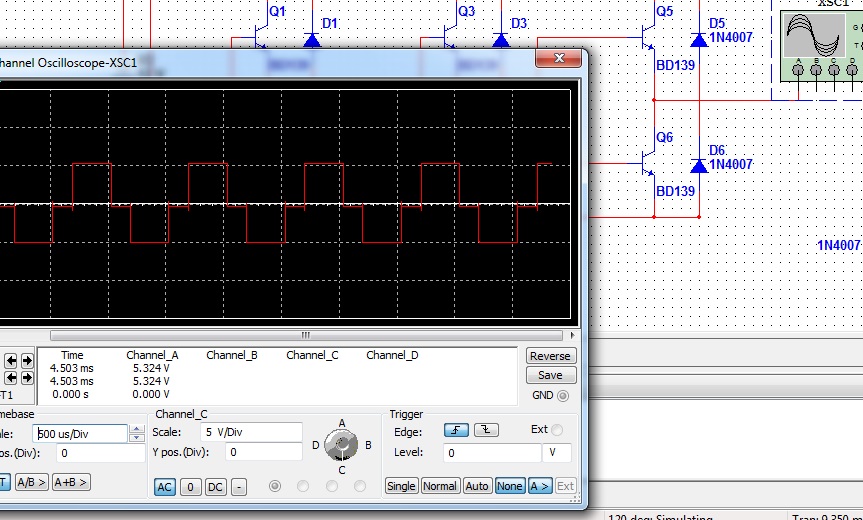 Q1
D1
Q3
D3
Q5
D5
1N4007
BD139
XSC1
G
T
A B C D
hannel Oscilloscope-XSC1
Q6
D6
1N4007
BD139
1N4007
Time Channel_A Channel_B Channel_C Channel_D
4.503 ms 5.324 V
4.503 ms 5.324 V
0.000 s 0.000 V
-T1
Reverse
Save
GND
mebase
le: 500 us/Div
os.(Div): 0
T A/B > A+B >
Channel_C
Scale: 5 V/Div
Y pos.(Div): 0
AC 0 DC -
A
D B
C
Trigger
Edge: Ext
Level: 0 V
Single Normal Auto None A > Ext
120 deg: Simulating...
Tran: 9.350 m